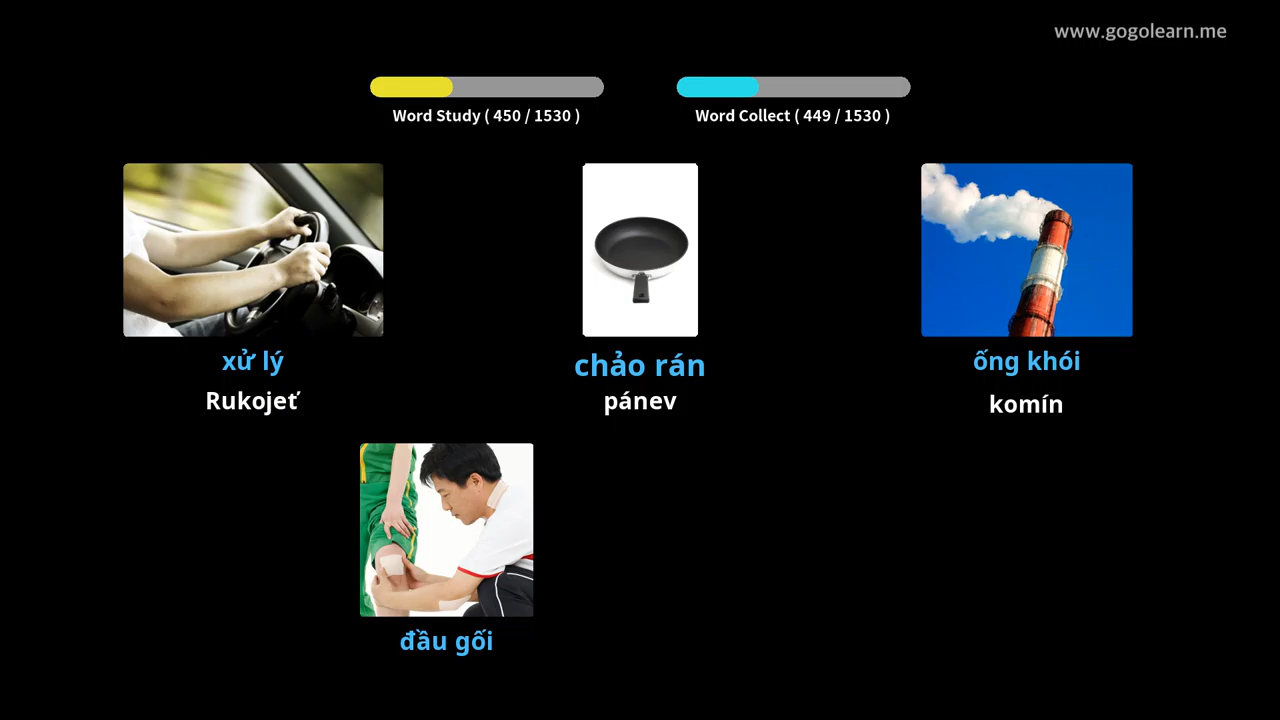 www.gogolearn.me
Word Study ( 450 / 1530 )
Word Collect ( 449 / 1530 )
xử lý
chảo rán
ống khói
Rukojeť
pánev
komín
đầu gối